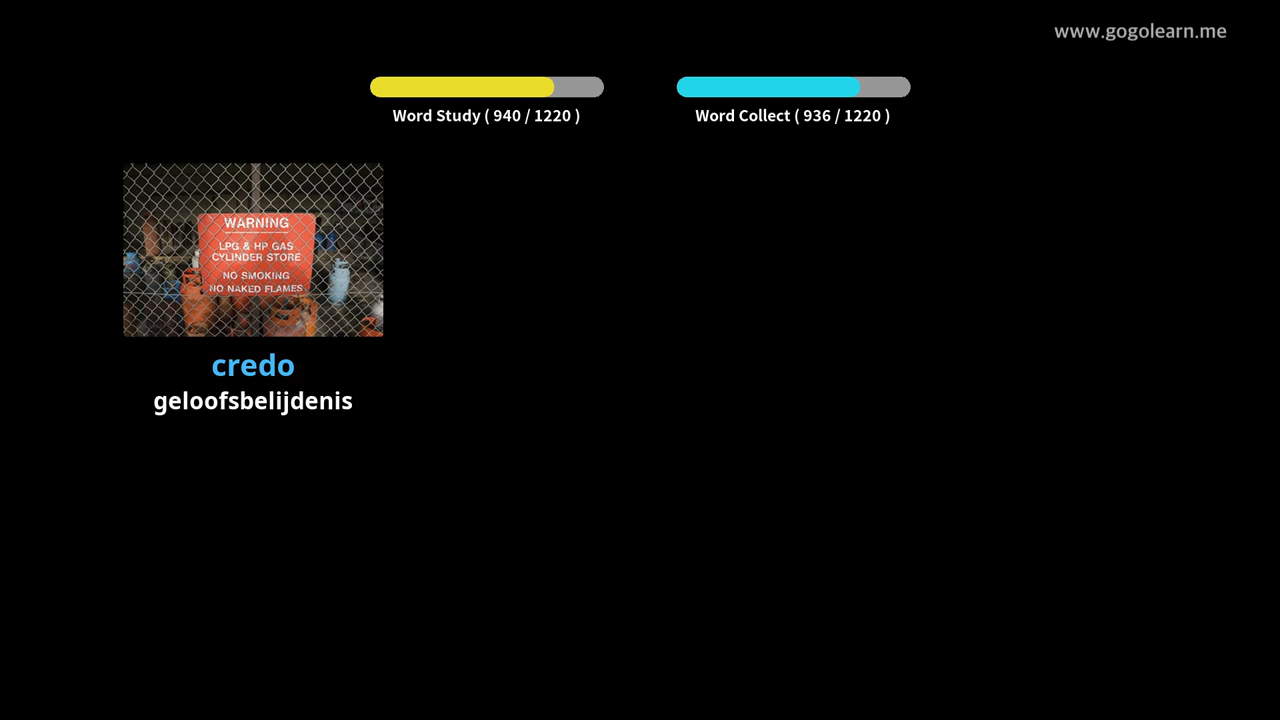 www.gogolearn.me
Word Study ( 940 / 1220 )
Word Collect ( 936 / 1220 )
WARNING
LPG & HP GAS
CYLINDER STORE
NO SMOKING
NO NAKED FLAMES
credo
geloofsbelijdenis